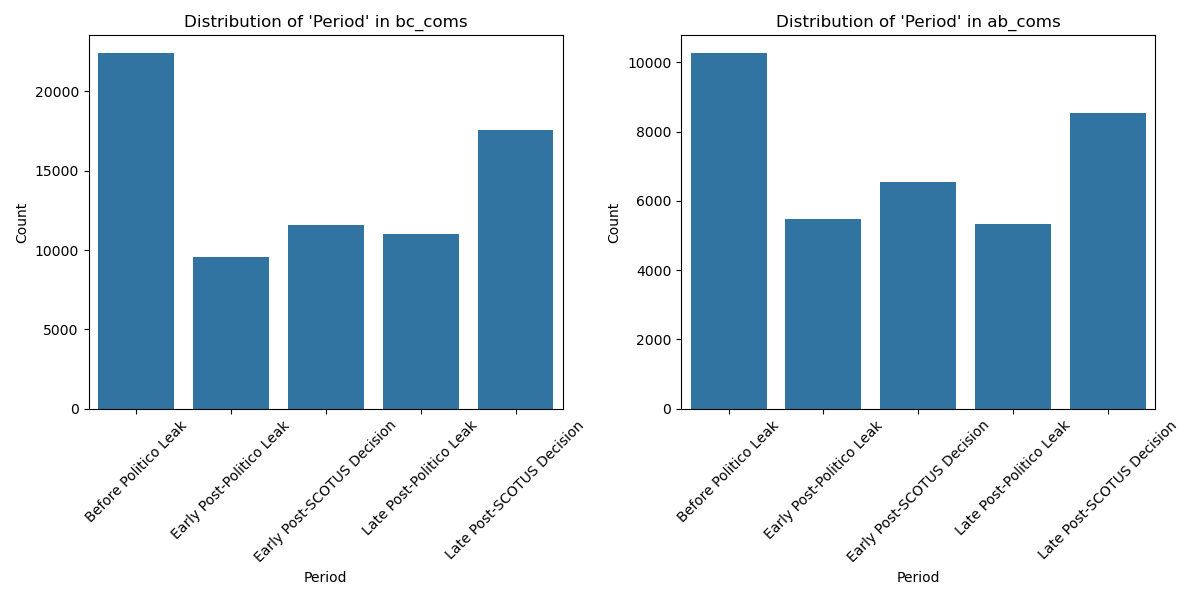 Distribution of 'Period' in bc_coms
Count
20000
15000
10000
5000
0
Before Politico Leak
Early Post-Politico Leak
Early Post-SCOTUS Decision
Late Post-Politico Leak
Late Post-SCOTUS Decision
Period
Distribution of 'Period' in ab_coms
Count
10000
8000
6000
4000
2000
0
Before Politico Leak
Early Post-Politico Leak
Early Post-SCOTUS Decision
Late Post-Politico Leak
Late Post-SCOTUS Decision
Period